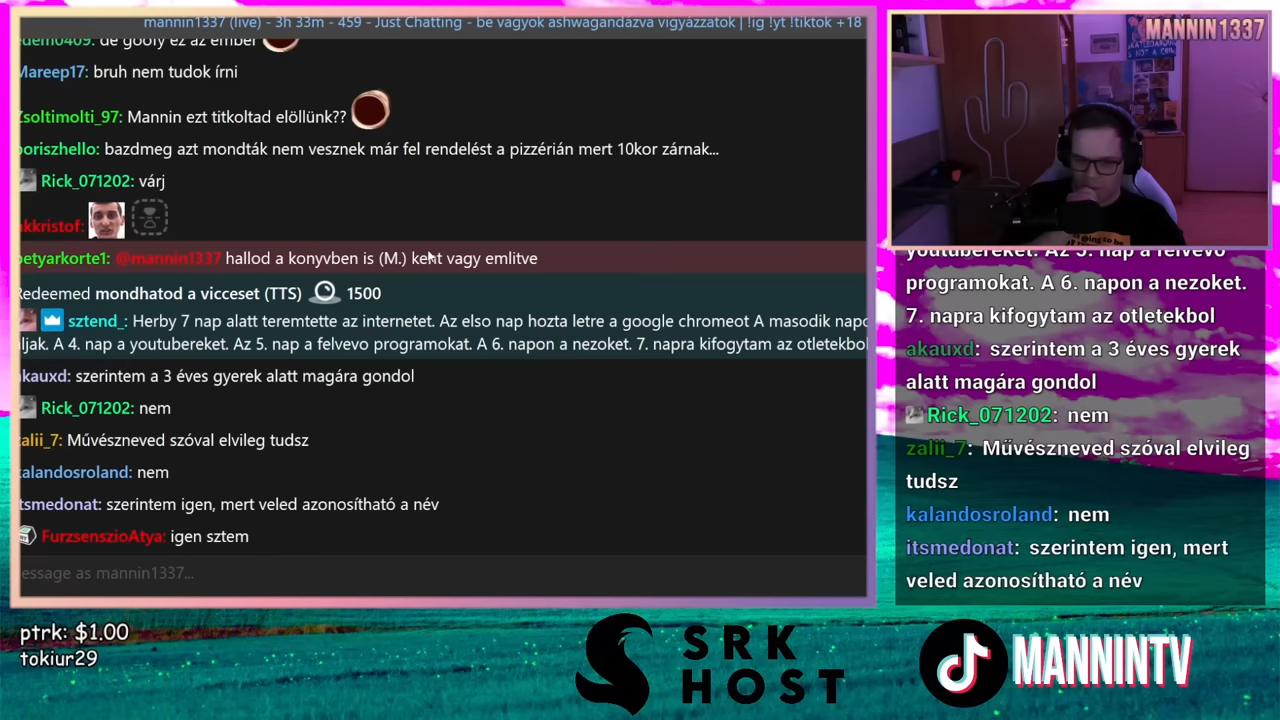 mannin1337 (live) - 3h 33m - 459 - Just Chatting - be vagyok ashwagandázva vigyázzatok | !ig !yt !tiktok +18
edem0409: de goofy ez az ember
Mareep17: bruh nem tudok írni
Zsoltimolti_97: Mannin ezt titkoltad elöllünk??
boriszhello: bazdmeg azt mondták nem vesznek már fel rendelést a pizzérián mert 10kor zárnak...
Rick_071202: várj
kkristof:
betyarkorte1: @mannin1337 hallod a konyvben is (M.) kent vagy emlitve
Redeemed mondhatod a vicceset (TTS) 1500
sztend_: Herby 7 nap alatt teremtette az internetet. Az elso nap hozta letre a google chromeot A masodik napo
aljak. A 4. nap a youtubereket. Az 5. nap a felvevo programokat. A 6. napon a nezoket. 7. napra kifogytam az otletekbol
akauxd: szerintem a 3 éves gyerek alatt magára gondol
Rick_071202: nem
zalii_7: Művészneved szóval elvileg tudsz
kalandosroland: nem
itsmedonat: szerintem igen, mert veled azonosítható a név
FurzsenszioAtya: igen sztem
essage as mannin1337...
MANNIN1337
youtubereket. Az 5. nap a felvevo
programokat. A 6. napon a nezoket.
7. napra kifogytam az otletekbol
akauxd: szerintem a 3 éves gyerek
alatt magára gondol
Rick_071202: nem
zalii_7: Művészneved szóval elvileg
tudsz
kalandosroland: nem
itsmedonat: szerintem igen, mert
veled azonosítható a név
ptrk: $1.00
tokiur29
SRK
HOST
MANNINTV